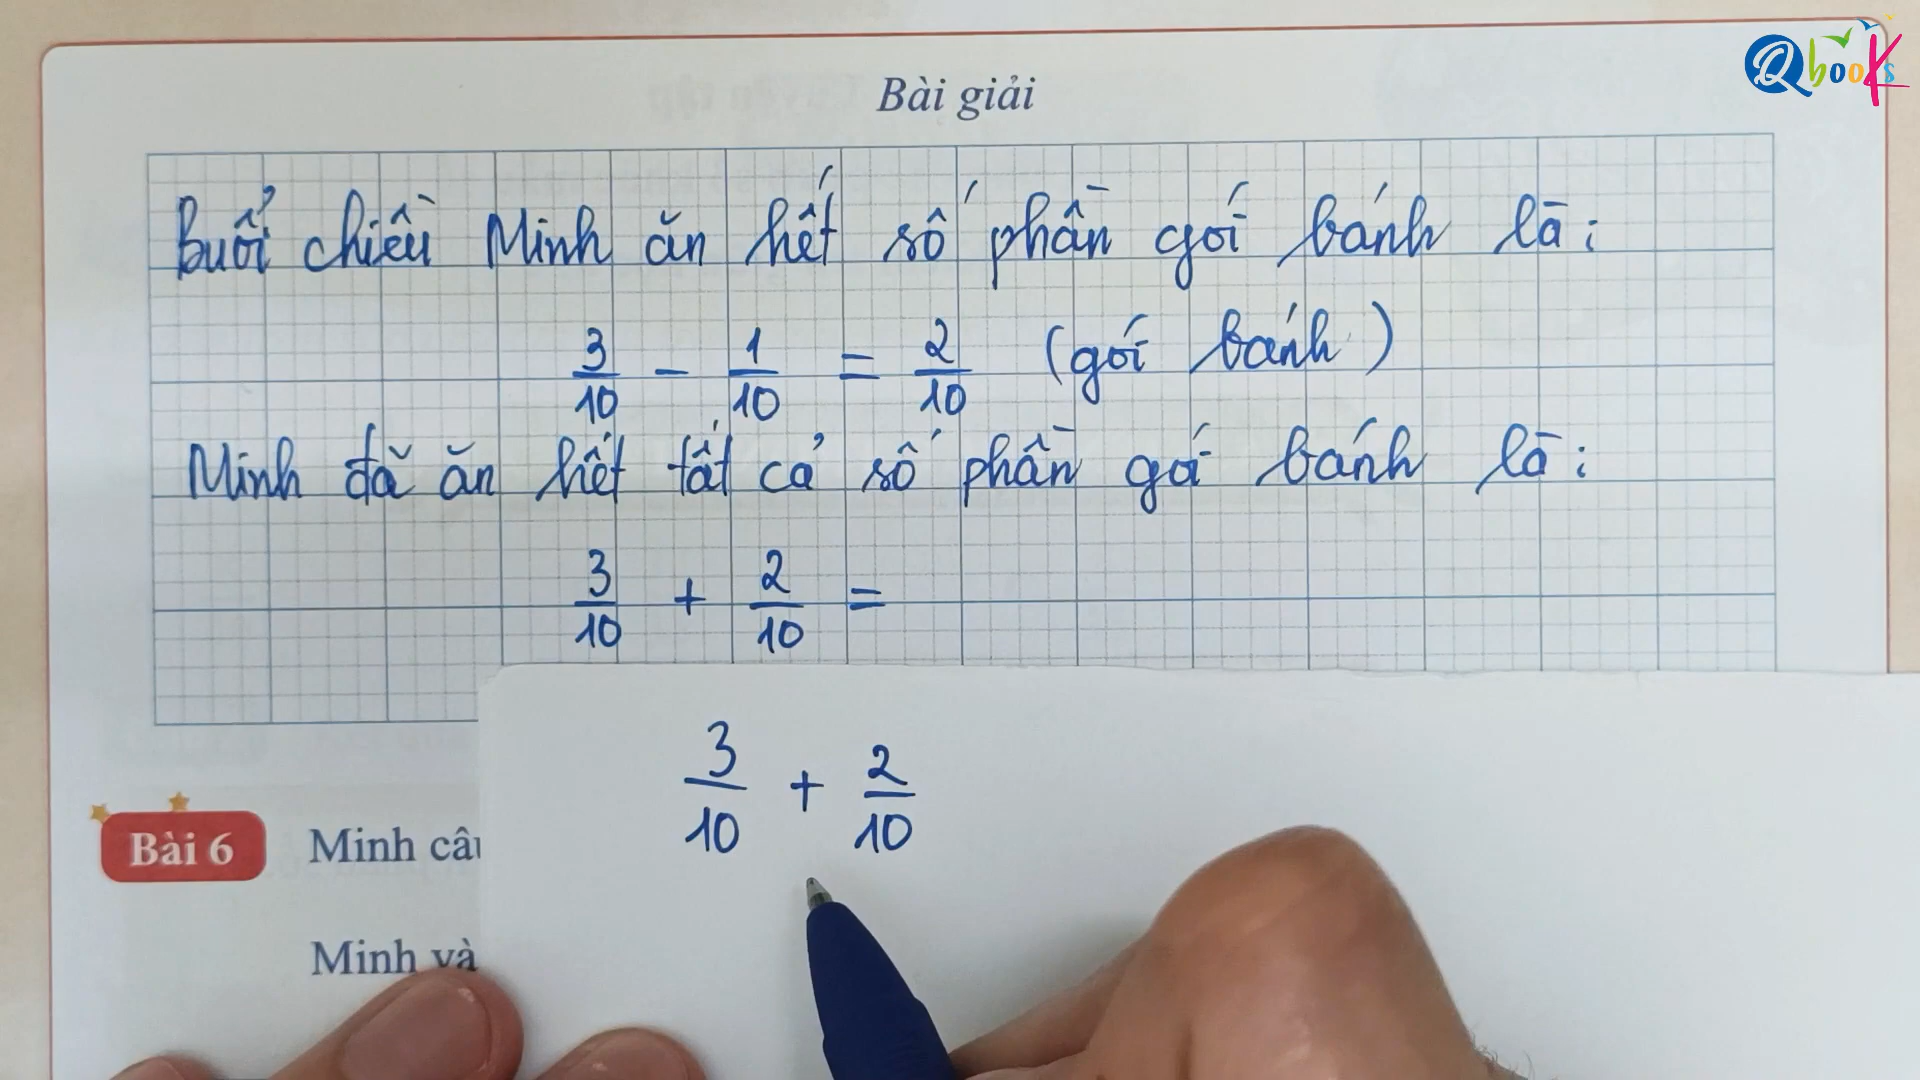 Qbooks
Bài giải
Buổi chiều Minh ăn hết số phần gói bánh là:
3/10 - 1/10 = 2/10 (gói bánh)
Minh đã ăn hết tất cả số phần gói bánh là:
3/10 + 2/10 =
3/10 + 2/10
Bài 6 Minh câu
Minh và